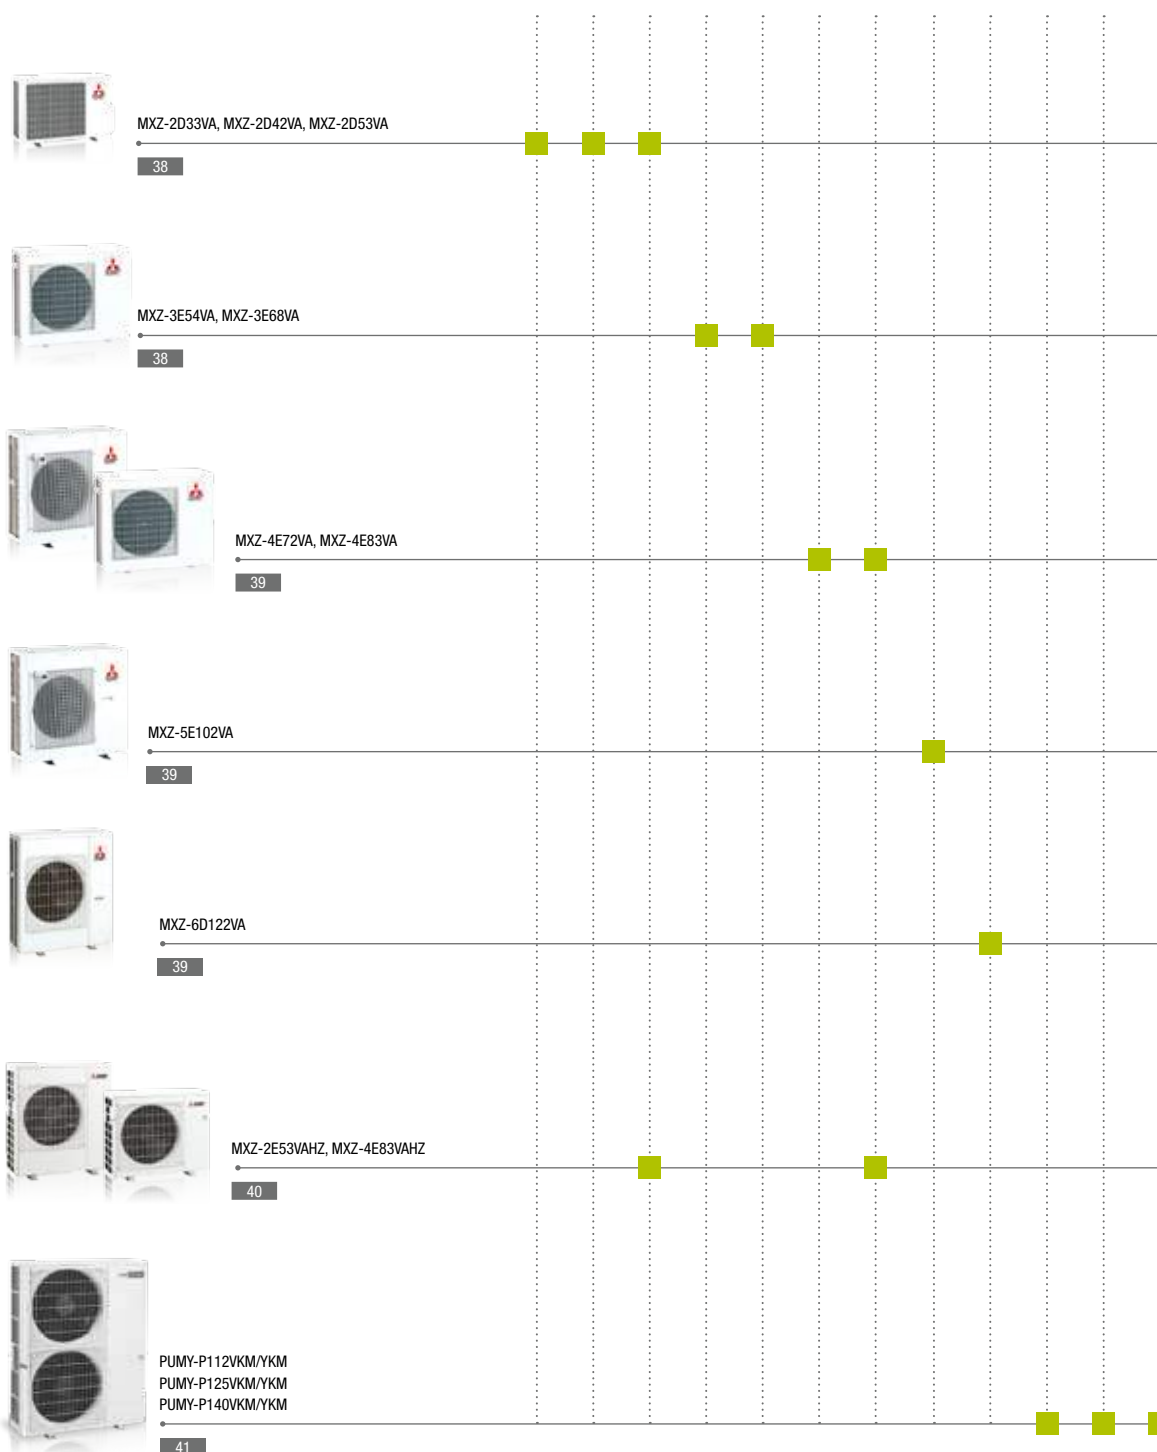 MXZ-2D33VA, MXZ-2D42VA, MXZ-2D53VA
38
MXZ-3E54VA, MXZ-3E68VA
38
MXZ-4E72VA, MXZ-4E83VA
39
MXZ-5E102VA
39
MXZ-6D122VA
39
MXZ-2E53VAHZ, MXZ-4E83VAHZ
40
PUMY-P112VKM/YKM
PUMY-P125VKM/YKM
PUMY-P140VKM/YKM
41